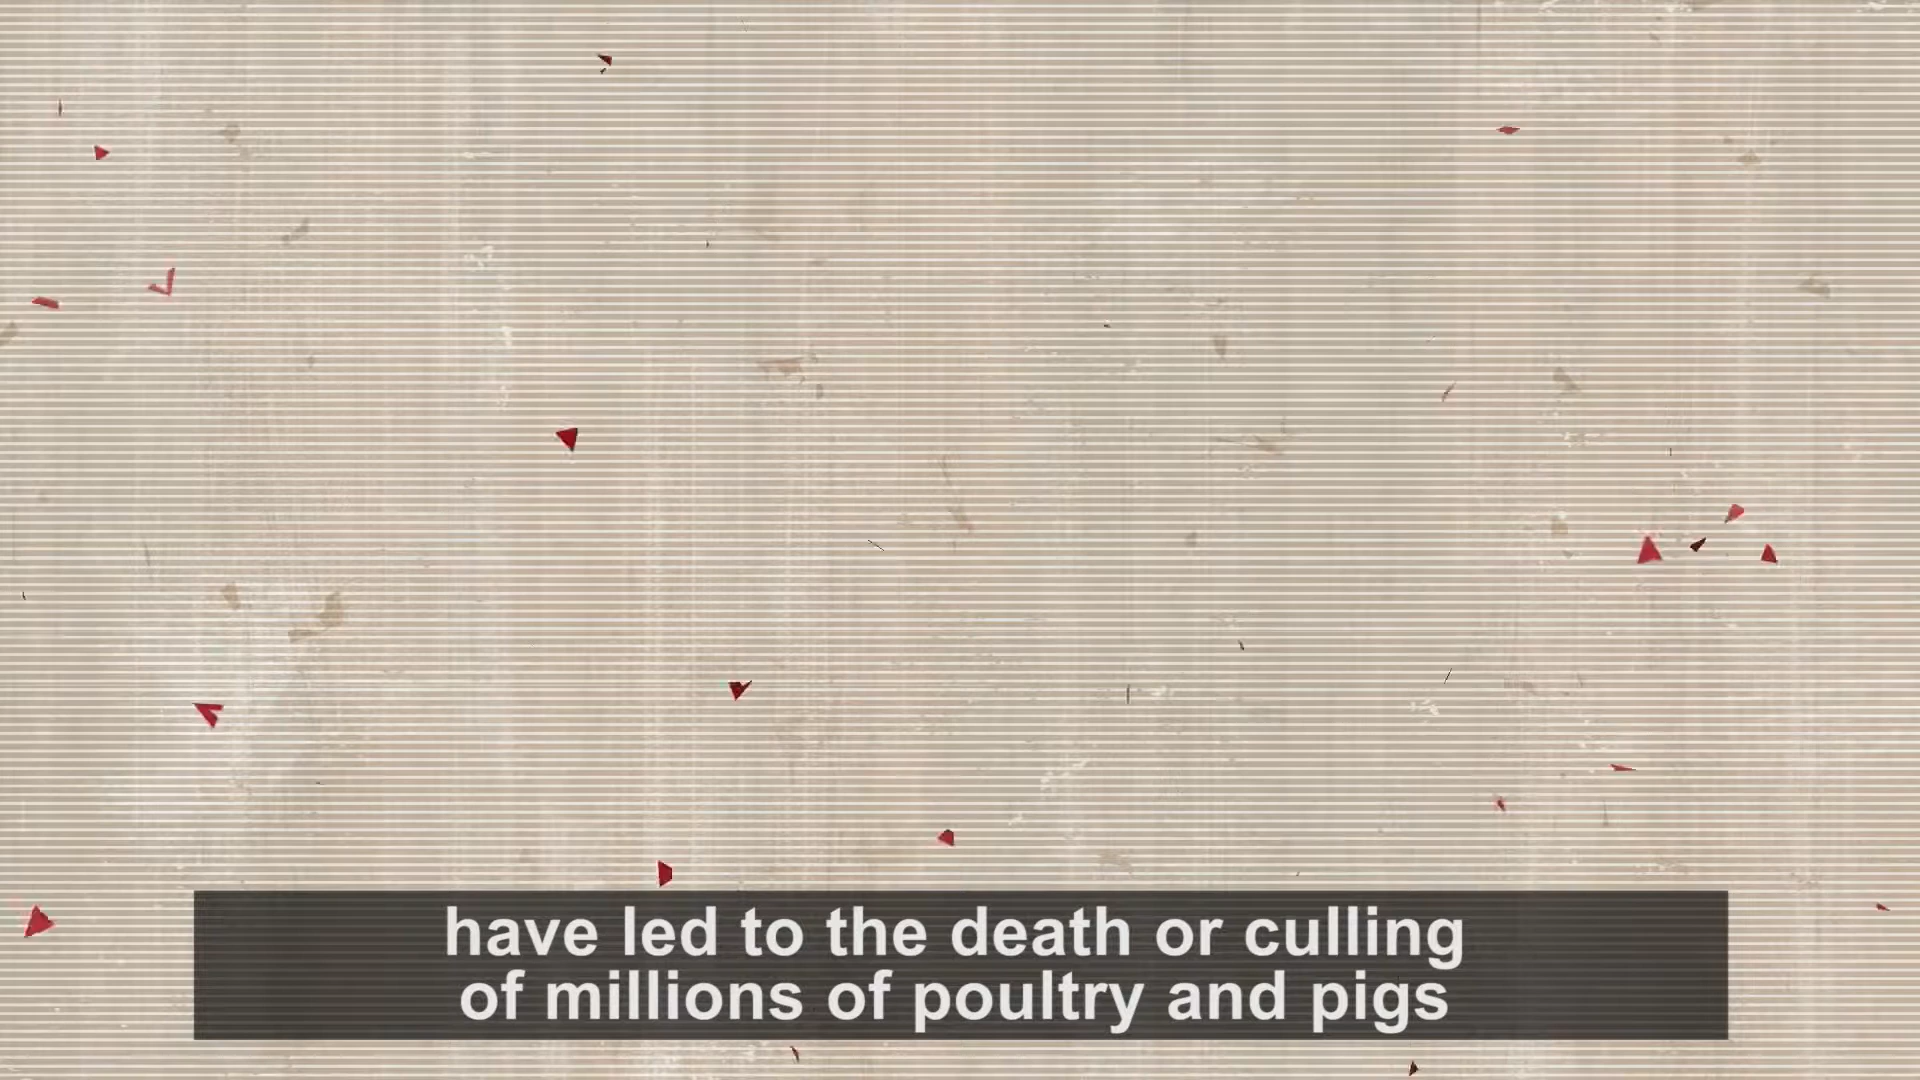 have led to the death or culling
of millions of poultry and pigs